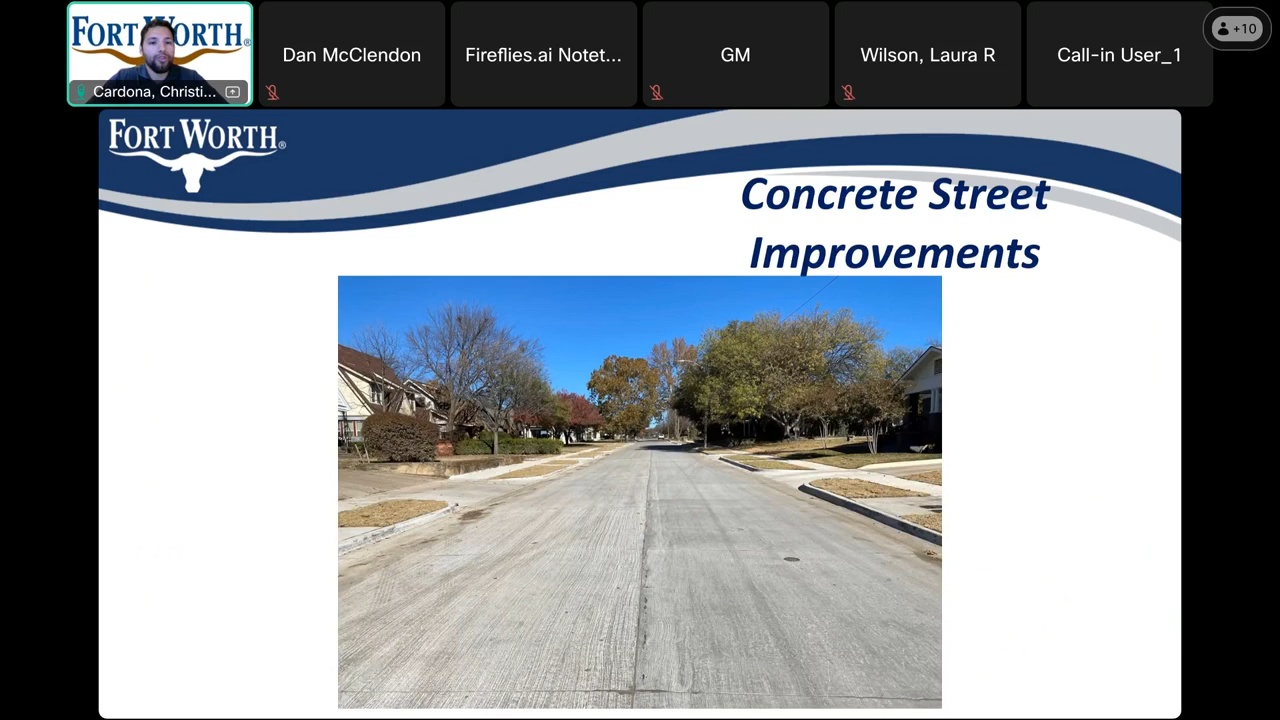 FORT WORTH®
Cardona, Christi...
Dan McClendon
Fireflies.ai Notet...
GM
Wilson, Laura R
Call-in User_1
+10
FORT WORTH®
Concrete Street
Improvements